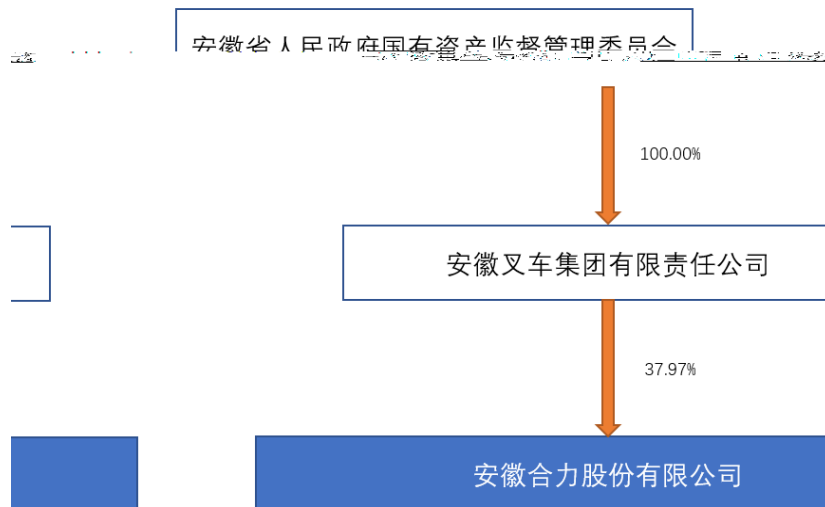 安徽省人民政府国有资产监督管理委员会
100.00%
安徽叉车集团有限责任公司
37.97%
安徽合力股份有限公司